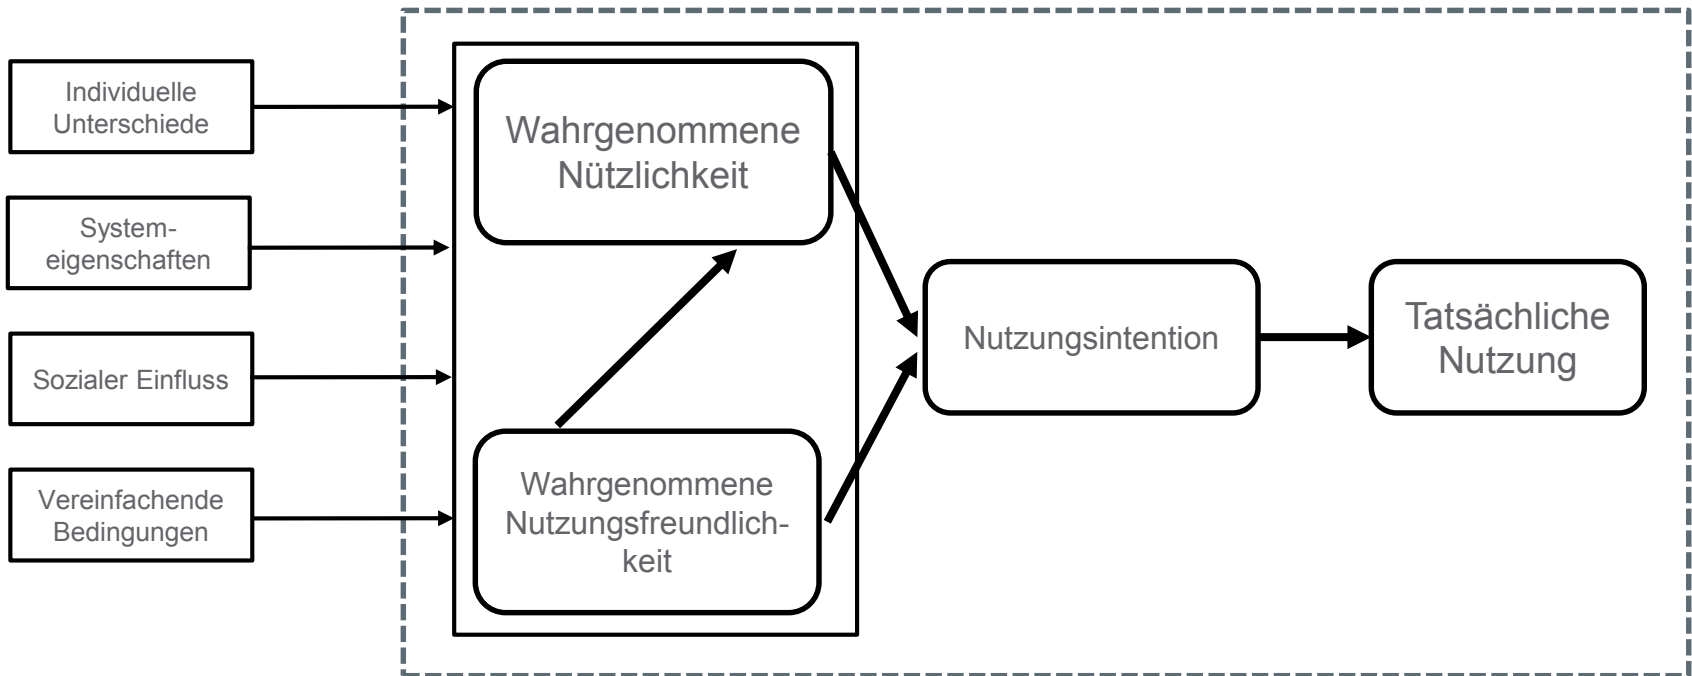 Individuelle
Unterschiede
System-
eigenschaften
Sozialer Einfluss
Vereinfachende
Bedingungen
Wahrgenommene
Nützlichkeit
Wahrgenommene
Nutzungsfreundlich-
keit
Nutzungsintention
Tatsächliche
Nutzung